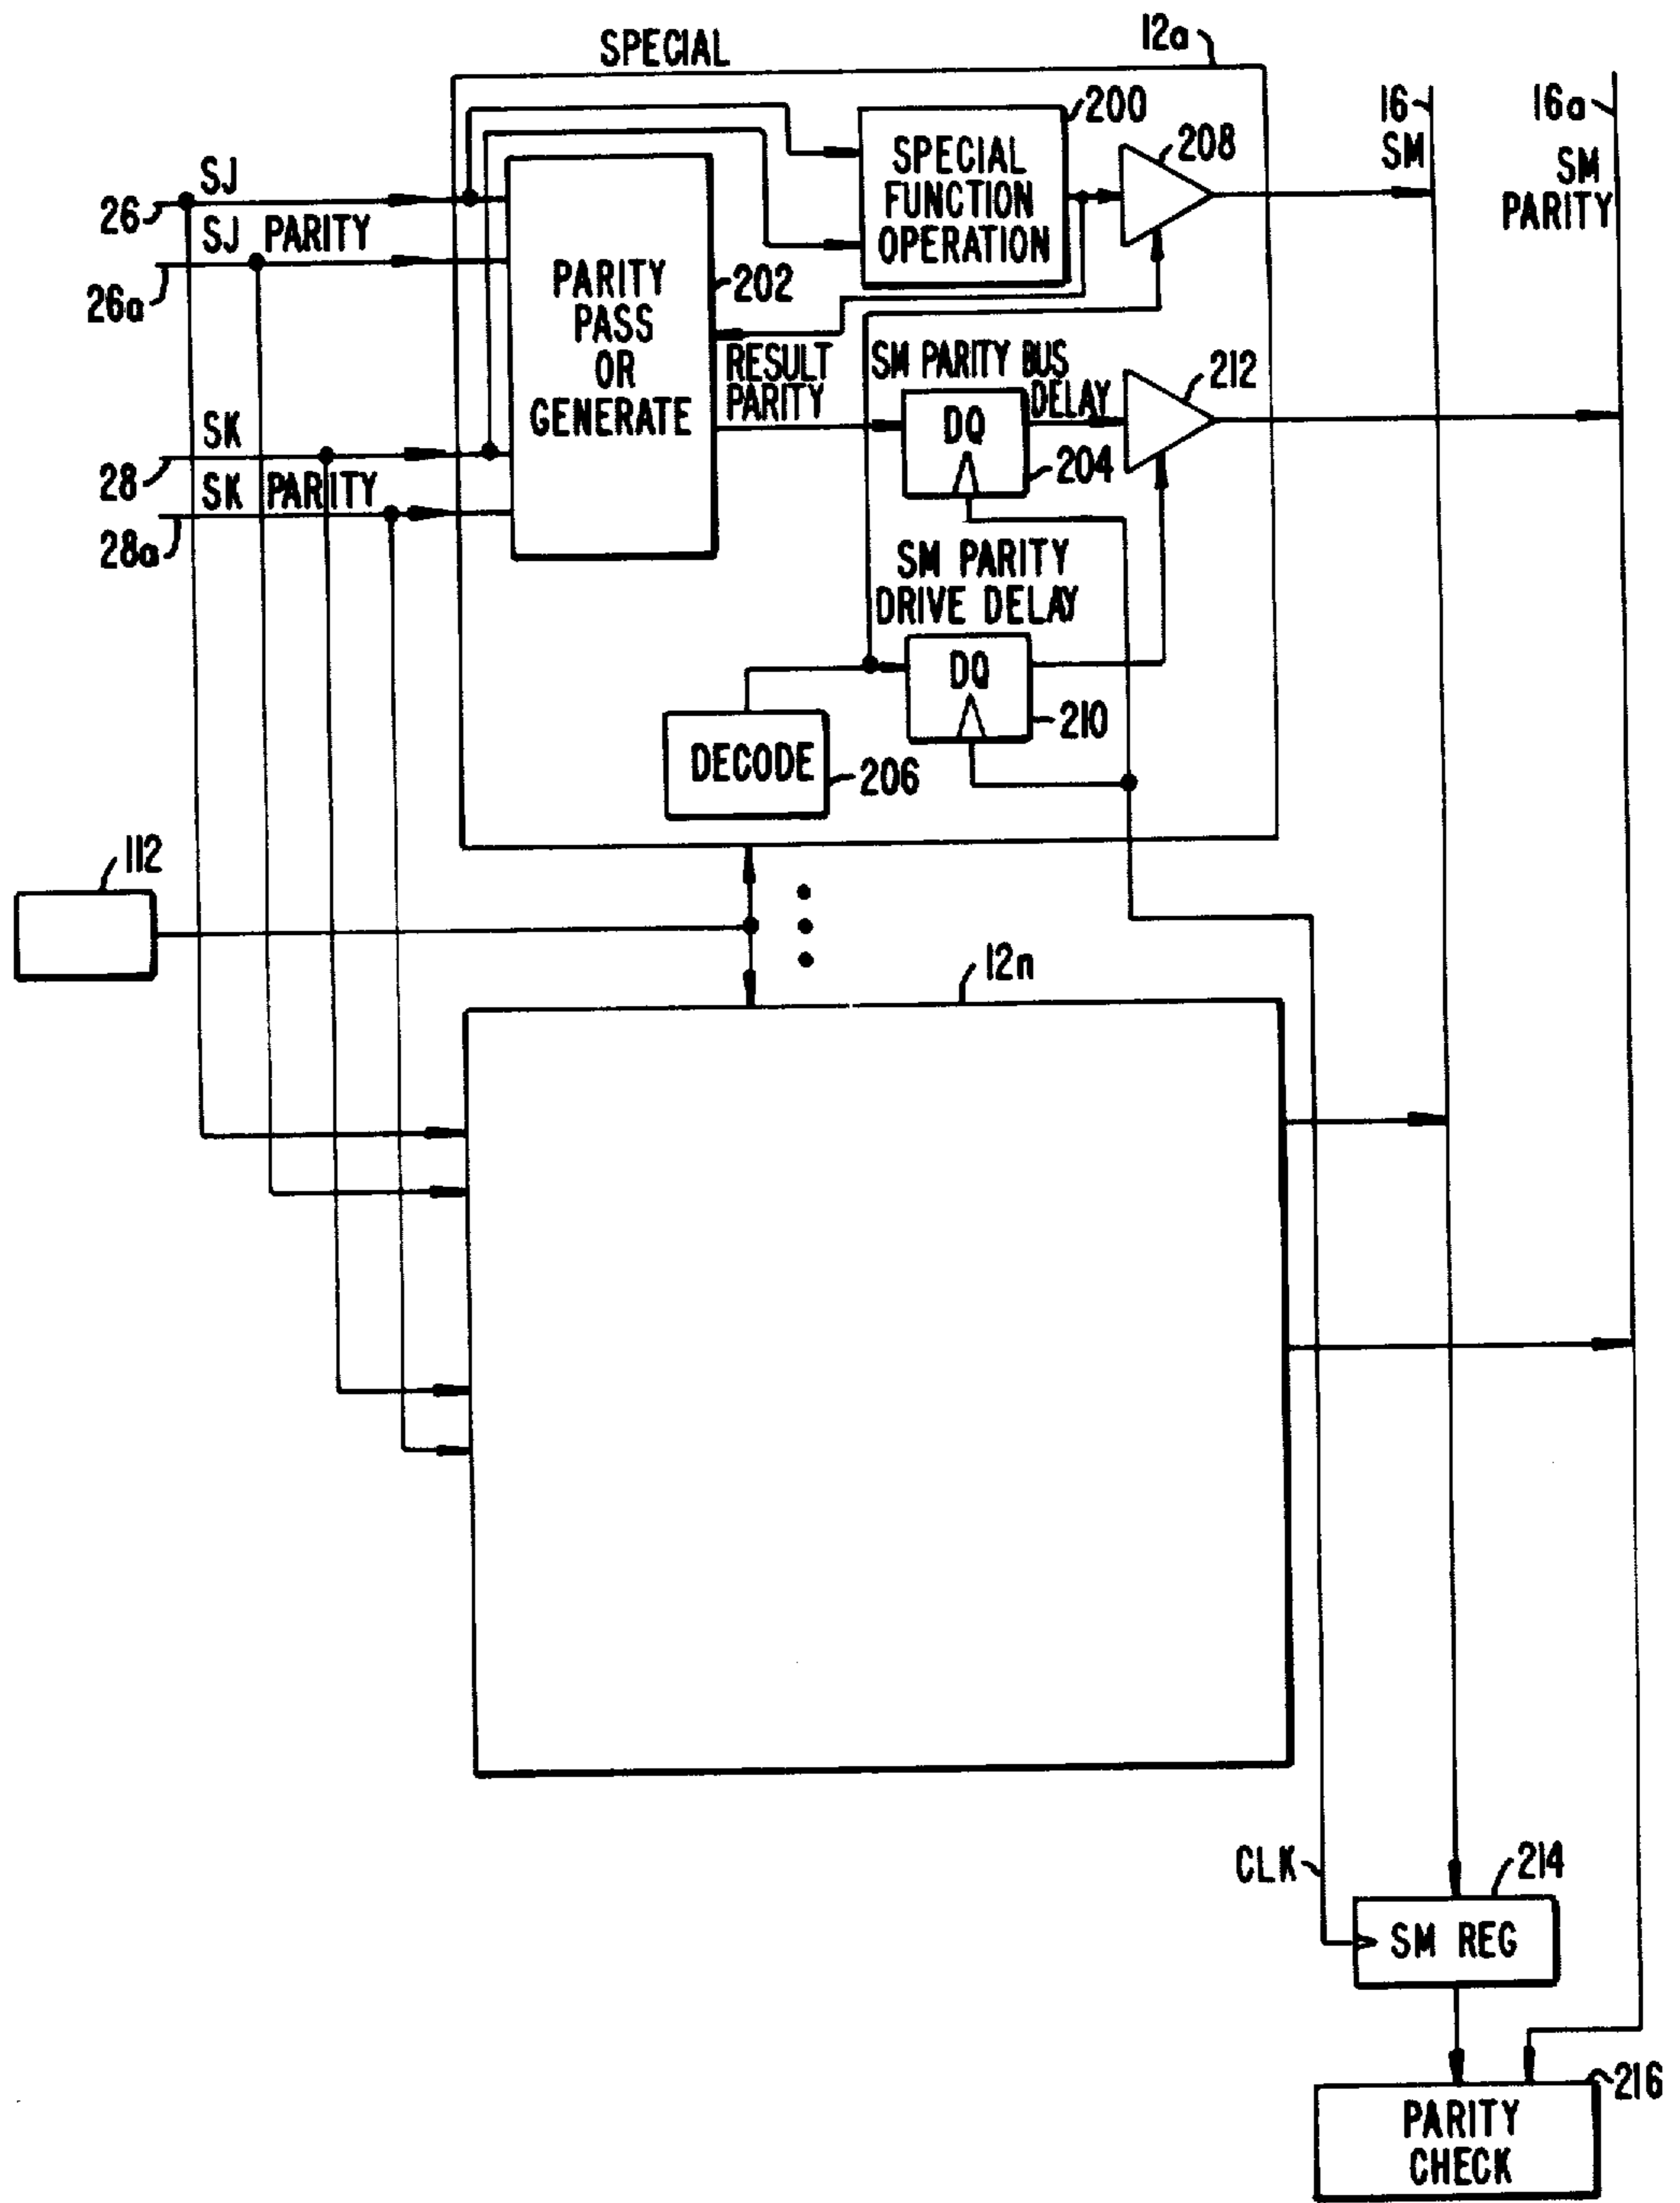 SPECIAL
12a
200
16
SM
16a
SM
PARITY
SPECIAL
FUNCTION
OPERATION
208
SJ
26
SJ PARITY
26a
PARITY
PASS
OR
GENERATE
202
RESULT
PARITY
SM PARITY BUS
DELAY
212
DQ
204
SK
28
SK PARITY
28a
SM PARITY
DRIVE DELAY
DQ
210
DECODE
206
112
12n
CLK
214
SM REG
216
PARITY
CHECK